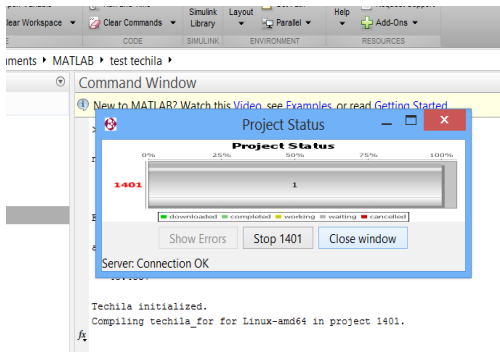 Clear Workspace Clear Commands Simulink Library Layout Parallel Help Add-Ons
CODE SIMULINK ENVIRONMENT RESOURCES
MATLAB test techila
Command Window
New to MATLAB? Watch this Video, see Examples, or read Getting Started
Project Status
Project Status
0% 25% 50% 75% 100%
1401 1
downloaded completed working waiting cancelled
Show Errors Stop 1401 Close window
Server: Connection OK
Techila initialized.
Compiling techila_for for Linux-amd64 in project 1401.
fx